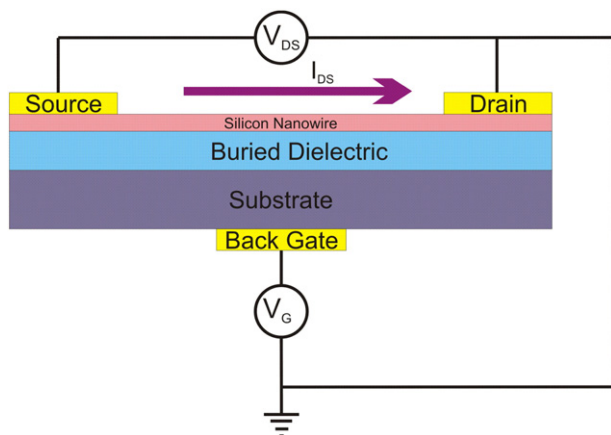 VDS
IDS
Source
Drain
Silicon Nanowire
Buried Dielectric
Substrate
Back Gate
VG